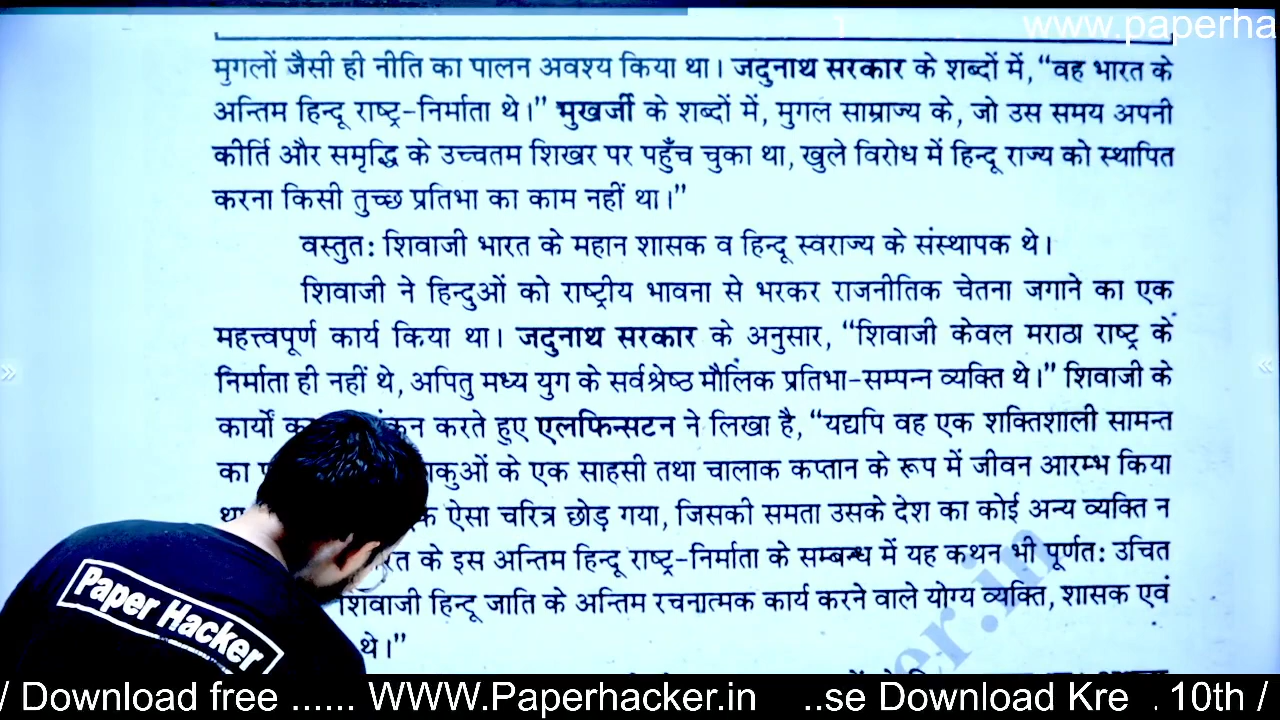 www.paperha
मुगलों जैसी ही नीति का पालन अवश्य किया था। जदुनाथ सरकार के शब्दों में, “वह भारत के
अन्तिम हिन्दू राष्ट्र-निर्माता थे।” मुखर्जी के शब्दों में, मुगल साम्राज्य के, जो उस समय अपनी
कीर्ति और समृद्धि के उच्चतम शिखर पर पहुँच चुका था, खुले विरोध में हिन्दू राज्य को स्थापित
करना किसी तुच्छ प्रतिभा का काम नहीं था।”
वस्तुतः शिवाजी भारत के महान शासक व हिन्दू स्वराज्य के संस्थापक थे।
शिवाजी ने हिन्दुओं को राष्ट्रीय भावना से भरकर राजनीतिक चेतना जगाने का एक
महत्त्वपूर्ण कार्य किया था। जदुनाथ सरकार के अनुसार, “शिवाजी केवल मराठा राष्ट्र के
निर्माता ही नहीं थे, अपितु मध्य युग के सर्वश्रेष्ठ मौलिक प्रतिभा-सम्पन्न व्यक्ति थे।” शिवाजी के
कार्यों करते हुए एलफिन्सटन ने लिखा है, “यद्यपि वह एक शक्तिशाली सामन्त
का के एक साहसी तथा चालाक कप्तान के रूप में जीवन आरम्भ किया
ऐसा चरित्र छोड़ गया, जिसकी समता उसके देश का कोई अन्य व्यक्ति न
के इस अन्तिम हिन्दू राष्ट्र-निर्माता के सम्बन्ध में यह कथन भी पूर्णतः उचित
शिवाजी हिन्दू जाति के अन्तिम रचनात्मक कार्य करने वाले योग्य व्यक्ति, शासक एवं
थे।”
er.in
Paper Hacker
/ Download free ...... WWW.Paperhacker.in ..se Download Kre . 10th /